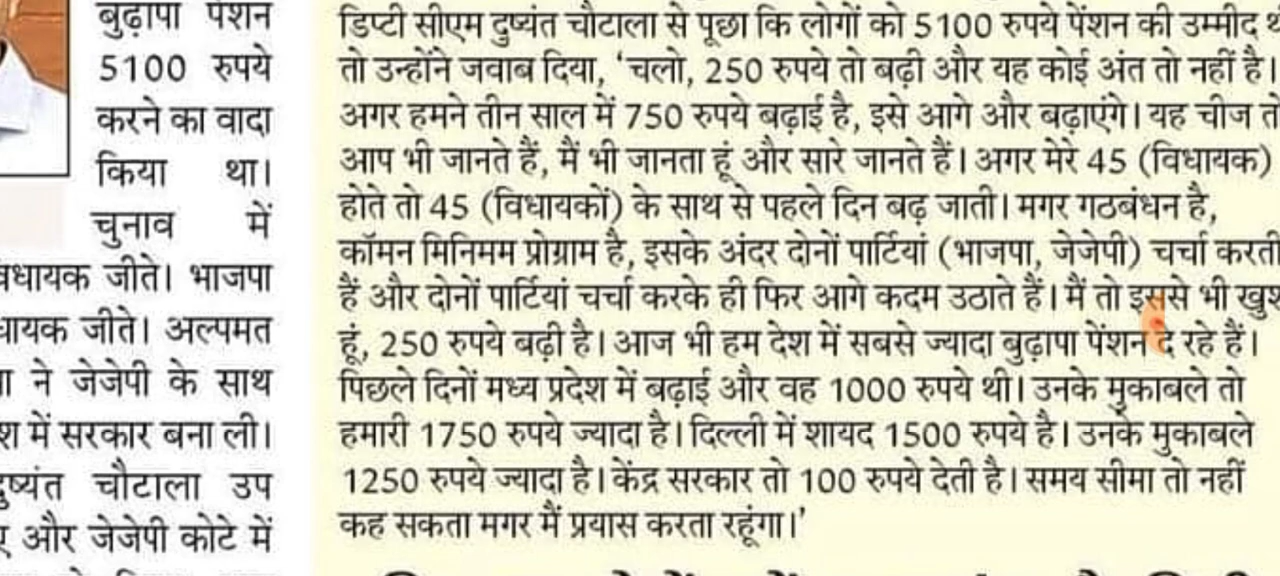 बुढ़ापा पेंशन
5100 रुपये
करने का वादा
किया था।
चुनाव में
विधायक जीते। भाजपा
जीते। अल्पमत
ने जेजेपी के साथ
में सरकार बना ली।
दुष्यंत चौटाला उप
और जेजेपी कोटे में
डिप्टी सीएम दुष्यंत चौटाला से पूछा कि लोगों को 5100 रुपये पेंशन की उम्मीद थी
तो उन्होंने जवाब दिया, ‘चलो, 250 रुपये तो बढ़ी और यह कोई अंत तो नहीं है।
अगर हमने तीन साल में 750 रुपये बढ़ाई है, इसे आगे और बढ़ाएंगे। यह चीज तो
आप भी जानते हैं, मैं भी जानता हूं और सारे जानते हैं। अगर मेरे 45 (विधायक)
होते तो 45 (विधायकों) के साथ से पहले दिन बढ़ जाती। मगर गठबंधन है,
कॉमन मिनिमम प्रोग्राम है, इसके अंदर दोनों पार्टियां (भाजपा, जेजेपी) चर्चा करती
हैं और दोनों पार्टियां चर्चा करके ही फिर आगे कदम उठाते हैं। मैं तो इससे भी खुश
हूं, 250 रुपये बढ़ी है। आज भी हम देश में सबसे ज्यादा बुढ़ापा पेंशन दे रहे हैं।
पिछले दिनों मध्य प्रदेश में बढ़ाई और वह 1000 रुपये थी। उनके मुकाबले तो
हमारी 1750 रुपये ज्यादा है। दिल्ली में शायद 1500 रुपये है। उनके मुकाबले
1250 रुपये ज्यादा है। केंद्र सरकार तो 100 रुपये देती है। समय सीमा तो नहीं
कह सकता मगर मैं प्रयास करता रहूंगा।’